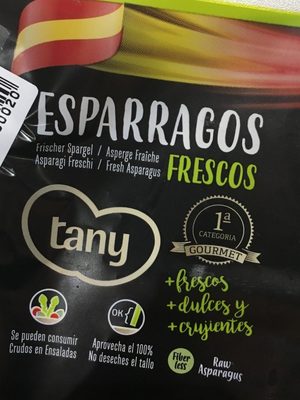 ESPARRAGOS
Frischer Spargel / Asperge Fraîche
Asparagi Freschi / Fresh Asparagus
FRESCOS
tany
1ª
CATEGORIA
GOURMET
+frescos
+dulces y
+crujientes
OK
Se pueden consumir
Crudos en Ensaladas
Aprovecha el 100%
No deseches el tallo
Fiber
less
Raw
Asparagus